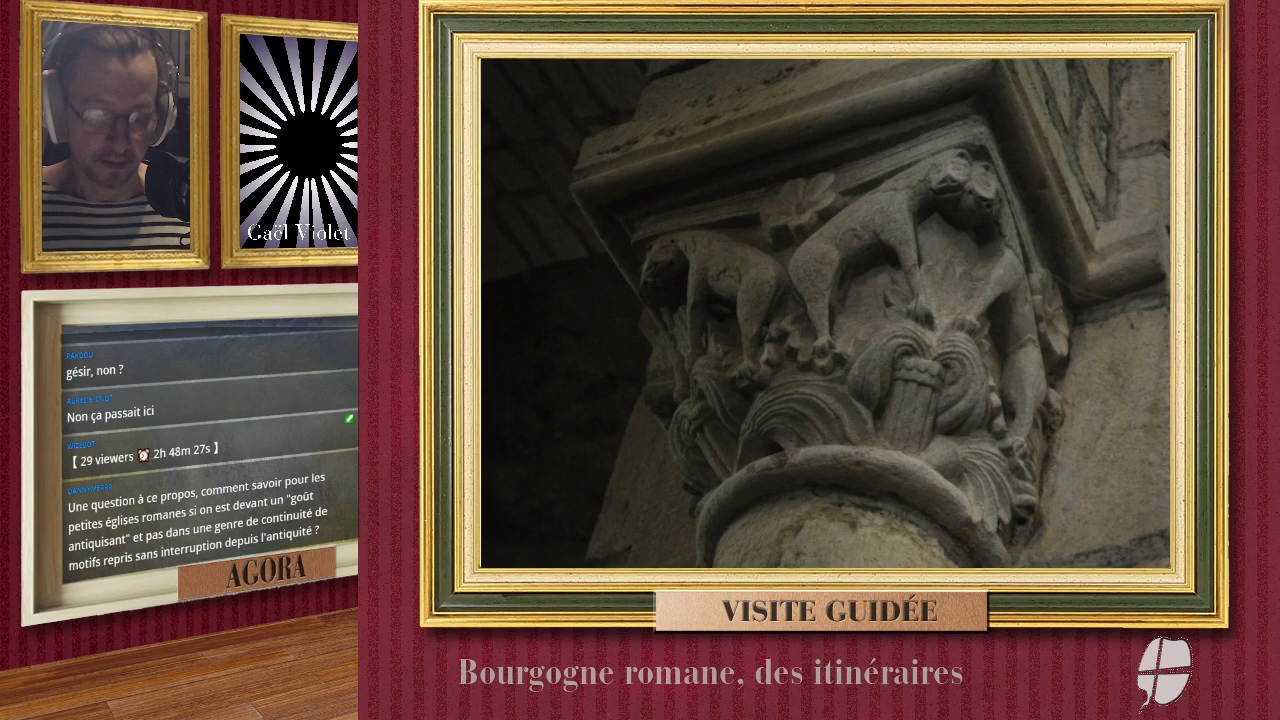 Gaël Violet
RAKOOU
gésir, non ?
Non ça passait ici
WIZEBOT
【 29 viewers ⏰ 2h 48m 27s 】
Une question à ce propos, comment savoir pour les
petites églises romanes si on est devant un "goût
antiquisant" et pas dans une genre de continuité de
motifs repris sans interruption depuis l'antiquité ?
AGORA
VISITE GUIDÉE
Bourgogne romane, des itinéraires